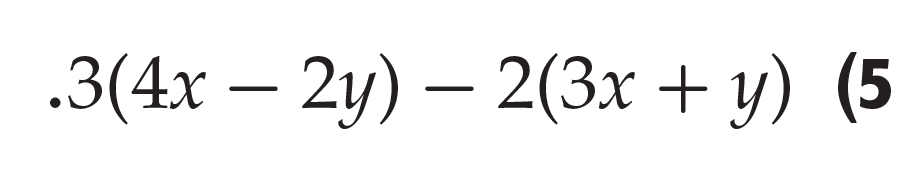 .3(4x − 2y) − 2(3x + y) (5